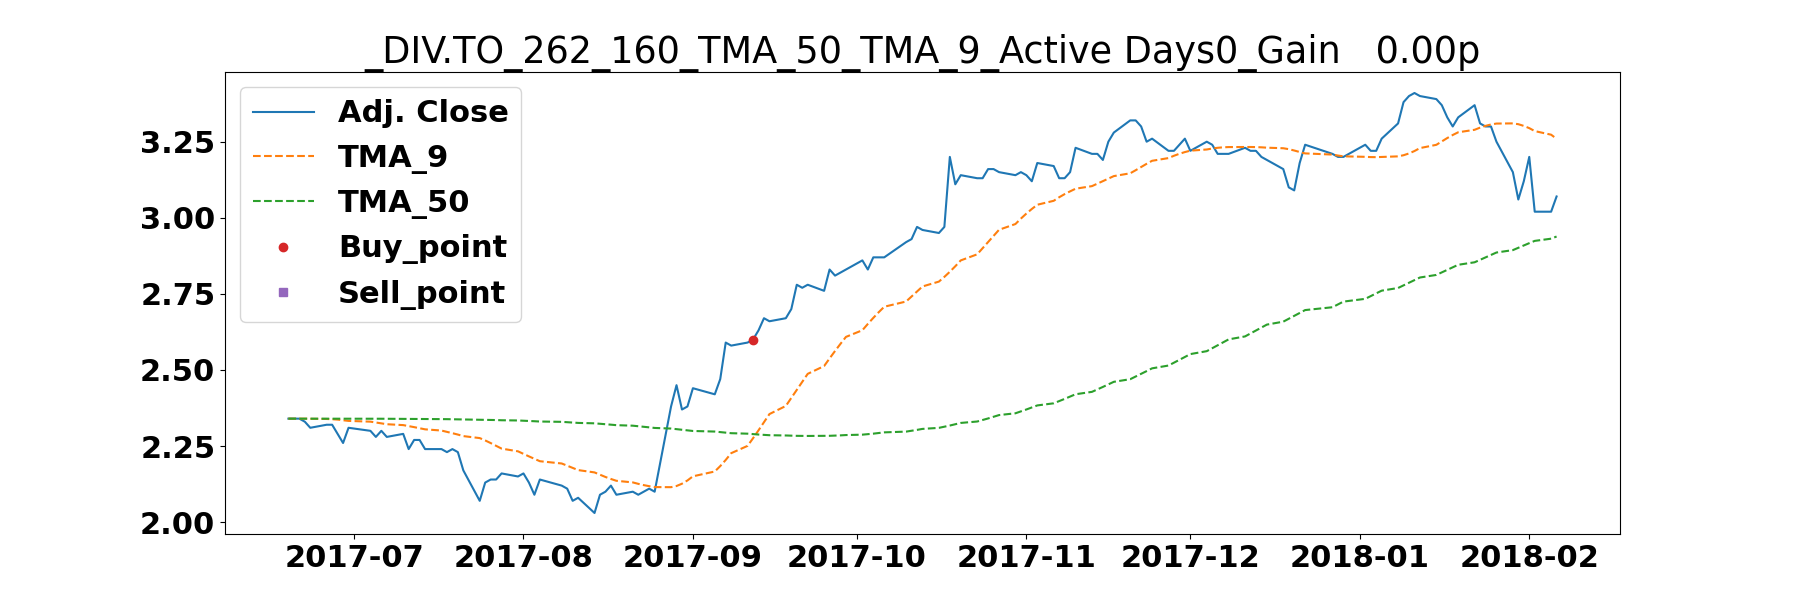 _DIV.TO_262_160_TMA_50_TMA_9_Active Days0_Gain   0.00p
Adj. Close
TMA_9
TMA_50
Buy_point
Sell_point
3.25
3.00
2.75
2.50
2.25
2.00
2017-07 2017-08 2017-09 2017-10 2017-11 2017-12 2018-01 2018-02